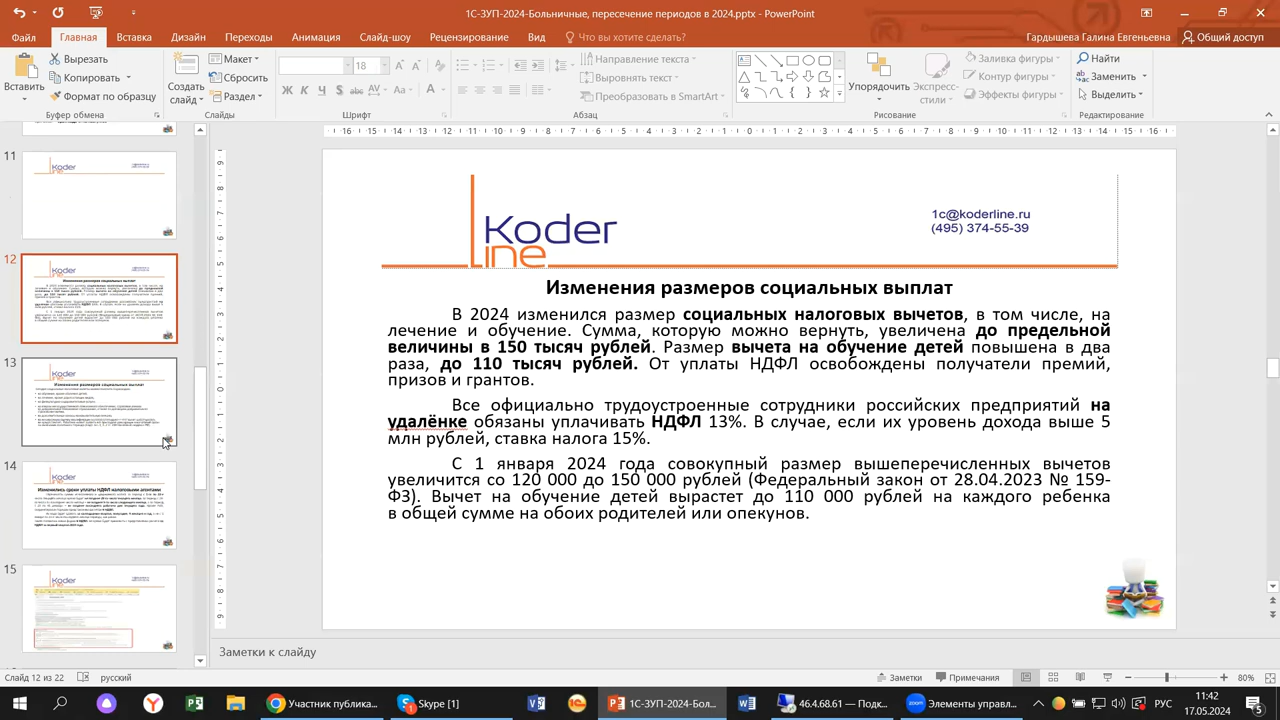 1С-ЗУП-2024-Больничные, пересечение периодов в 2024.pptx - PowerPoint
Файл Главная Вставка Дизайн Переходы Анимация Слайд-шоу Рецензирование Вид Что вы хотите сделать? Гардышева Галина Евгеньевна Общий доступ
Вставить
Вырезать
Копировать
Формат по образцу
Буфер обмена
Создать слайд
Макет
Сбросить
Раздел
Слайды
18
Ж К Ч S abc AV Aa А
Шрифт
Направление текста
Выровнять текст
Преобразовать в SmartArt
Абзац
Упорядочить
Экспресс-стили
Заливка фигуры
Контур фигуры
Эффекты фигуры
Рисование
Найти
Заменить
Выделить
Редактирование
11
12
13
14
15
Koder
line
1c@koderline.ru
(495) 374-55-39
Изменения размеров социальных выплат
В 2024 изменился размер социальных налоговых вычетов, в том числе, на
лечение и обучение. Сумма, которую можно вернуть, увеличена до предельной
величины в 150 тысяч рублей. Размер вычета на обучение детей повышена в два
раза, до 110 тысяч рублей. От уплаты НДФЛ освобождены получатели премий,
призов и грантов.
Все официально трудоустроенные сотрудники российских предприятий на
удалёнке обязаны уплачивать НДФЛ 13%. В случае, если их уровень дохода выше 5
млн рублей, ставка налога 15%.
С 1 января 2024 года совокупный размер вышеперечисленных вычетов
увеличится со 120 000 до 150 000 рублей (Федеральный закон от 28.04.2023 № 159-
ФЗ). Вычет на обучение детей вырастет до 110 000 рублей на каждого ребенка
в общей сумме на обоих родителей или опекунов.
Заметки к слайду
Слайд 12 из 22 русский Заметки Примечания 80%
Участник публика... Skype [1] 1С-ЗУП-2024-Бол... 46.4.68.61 — Подк... Элементы управл... РУС
11:42
17.05.2024
5